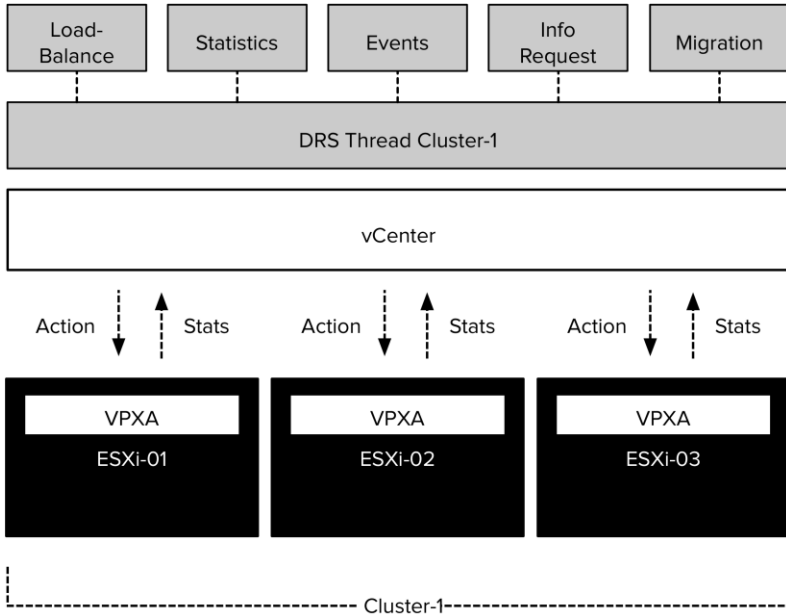 Load-
Balance
Statistics
Events
Info
Request
Migration
DRS Thread Cluster-1
vCenter
Action
Stats
Action
Stats
Action
Stats
VPXA
ESXi-01
VPXA
ESXi-02
VPXA
ESXi-03
Cluster-1